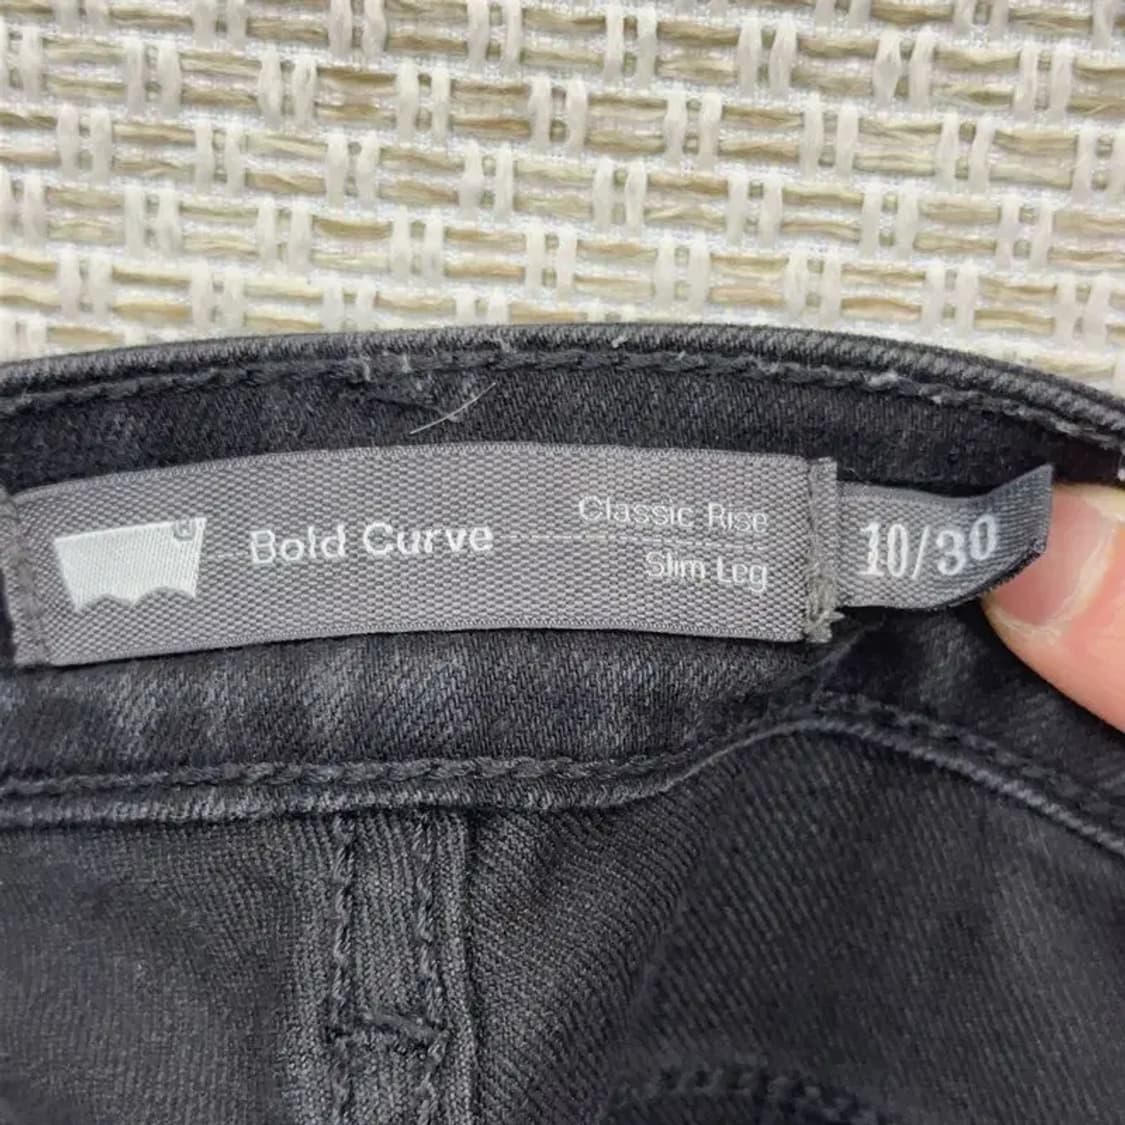 Bold Curve
Classic Rise
Slim Leg
10/30